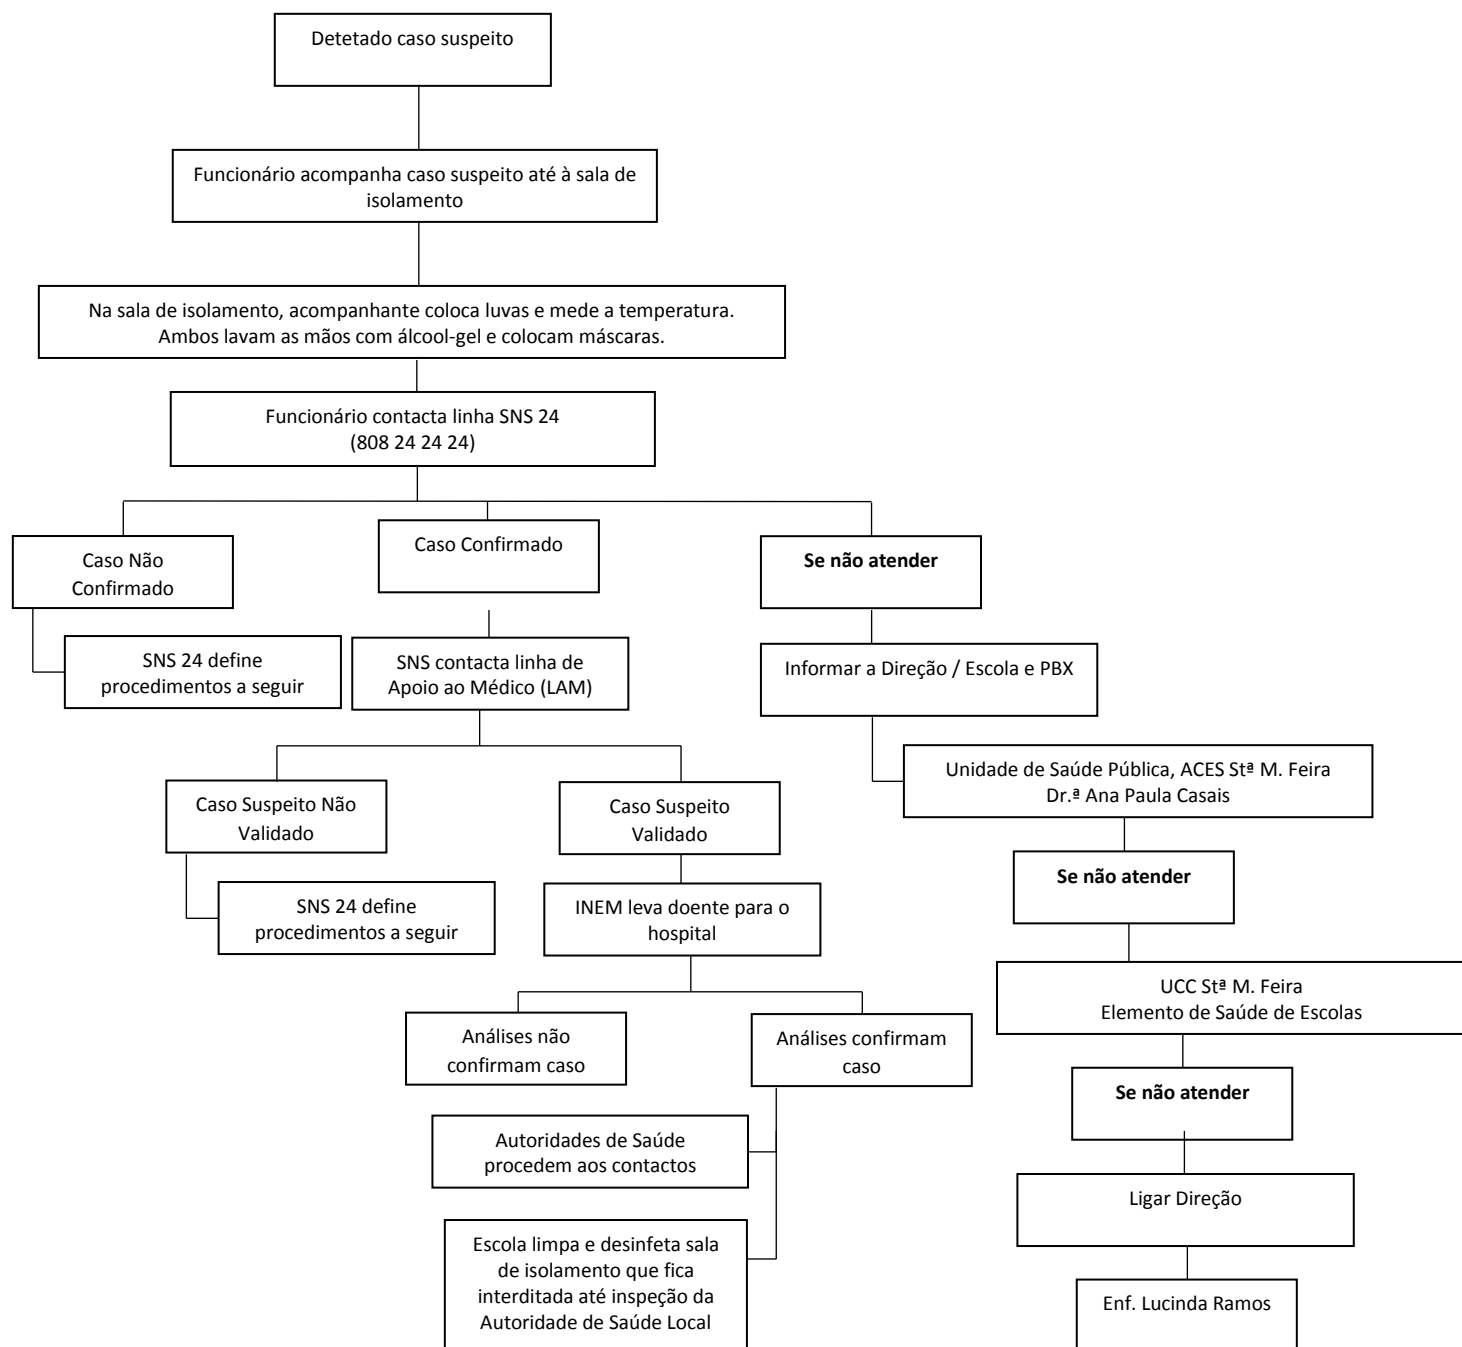 Detetado caso suspeito
Funcionário acompanha caso suspeito até à sala de
isolamento
Na sala de isolamento, acompanhante coloca luvas e mede a temperatura.
Ambos lavam as mãos com álcool-gel e colocam máscaras.
Funcionário contacta linha SNS 24
(808 24 24 24)
Caso Não
Confirmado
Caso Confirmado
Se não atender
SNS 24 define
procedimentos a seguir
SNS contacta linha de
Apoio ao Médico (LAM)
Informar a Direção / Escola e PBX
Unidade de Saúde Pública, ACES Stª M. Feira
Dr.ª Ana Paula Casais
Caso Suspeito Não
Validado
Caso Suspeito
Validado
Se não atender
SNS 24 define
procedimentos a seguir
INEM leva doente para o
hospital
UCC Stª M. Feira
Elemento de Saúde de Escolas
Análises não
confirmam caso
Análises confirmam
caso
Se não atender
Autoridades de Saúde
procedem aos contactos
Ligar Direção
Escola limpa e desinfeta sala
de isolamento que fica
interditada até inspeção da
Autoridade de Saúde Local
Enf. Lucinda Ramos